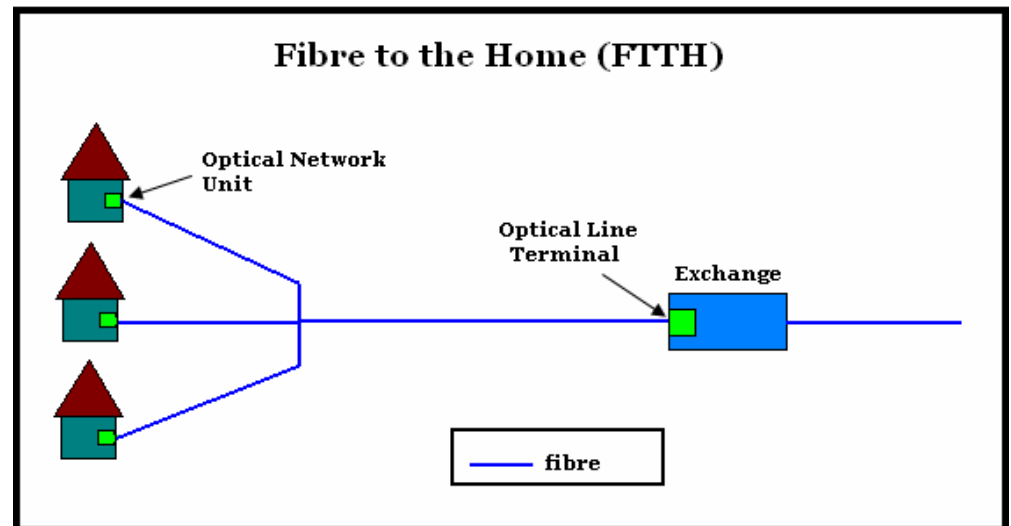 Fibre to the Home (FTTH)
Optical Network
Unit
Optical Line
Terminal
Exchange
fibre